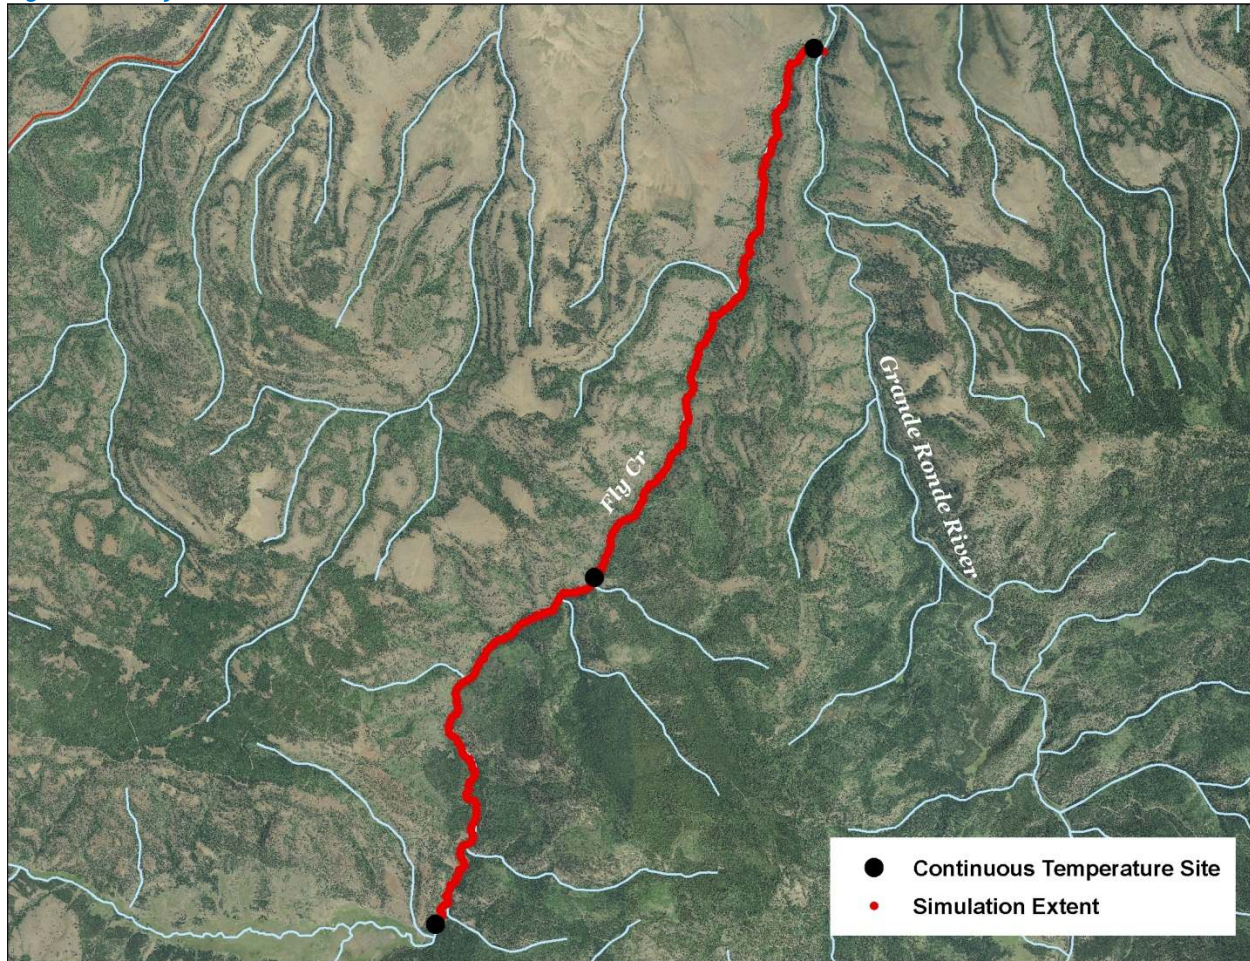 Fly Cr
Grande Ronde River
Continuous Temperature Site
Simulation Extent